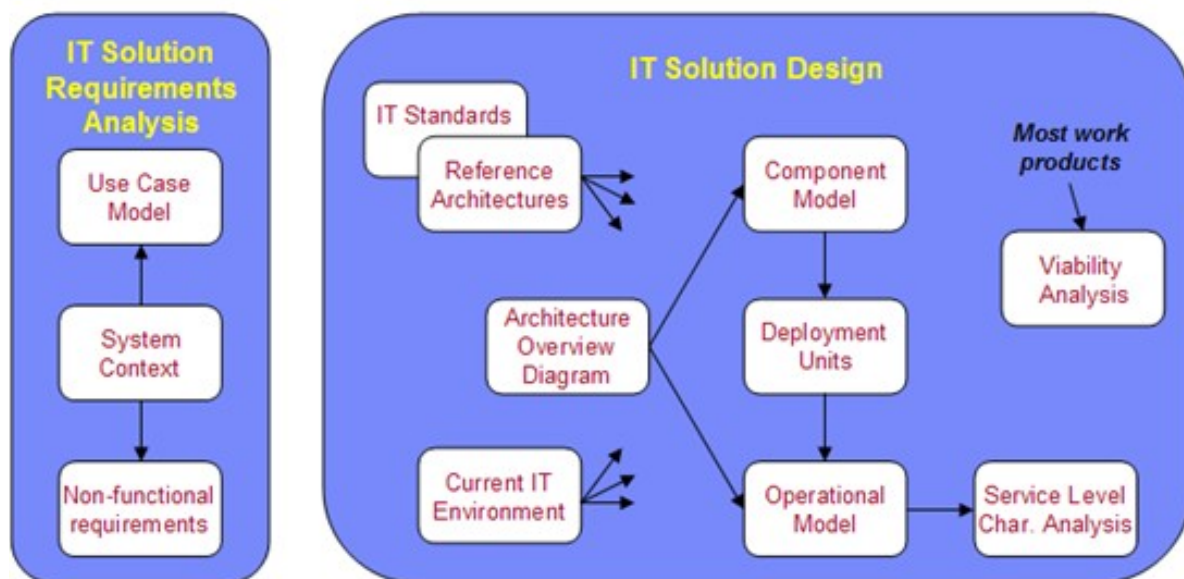 IT Solution
Requirements
Analysis
Use Case
Model
System
Context
Non-functional
requirements
IT Solution Design
IT Standards
Reference
Architectures
Architecture
Overview
Diagram
Current IT
Environment
Component
Model
Deployment
Units
Operational
Model
Most work
products
Viability
Analysis
Service Level
Char. Analysis